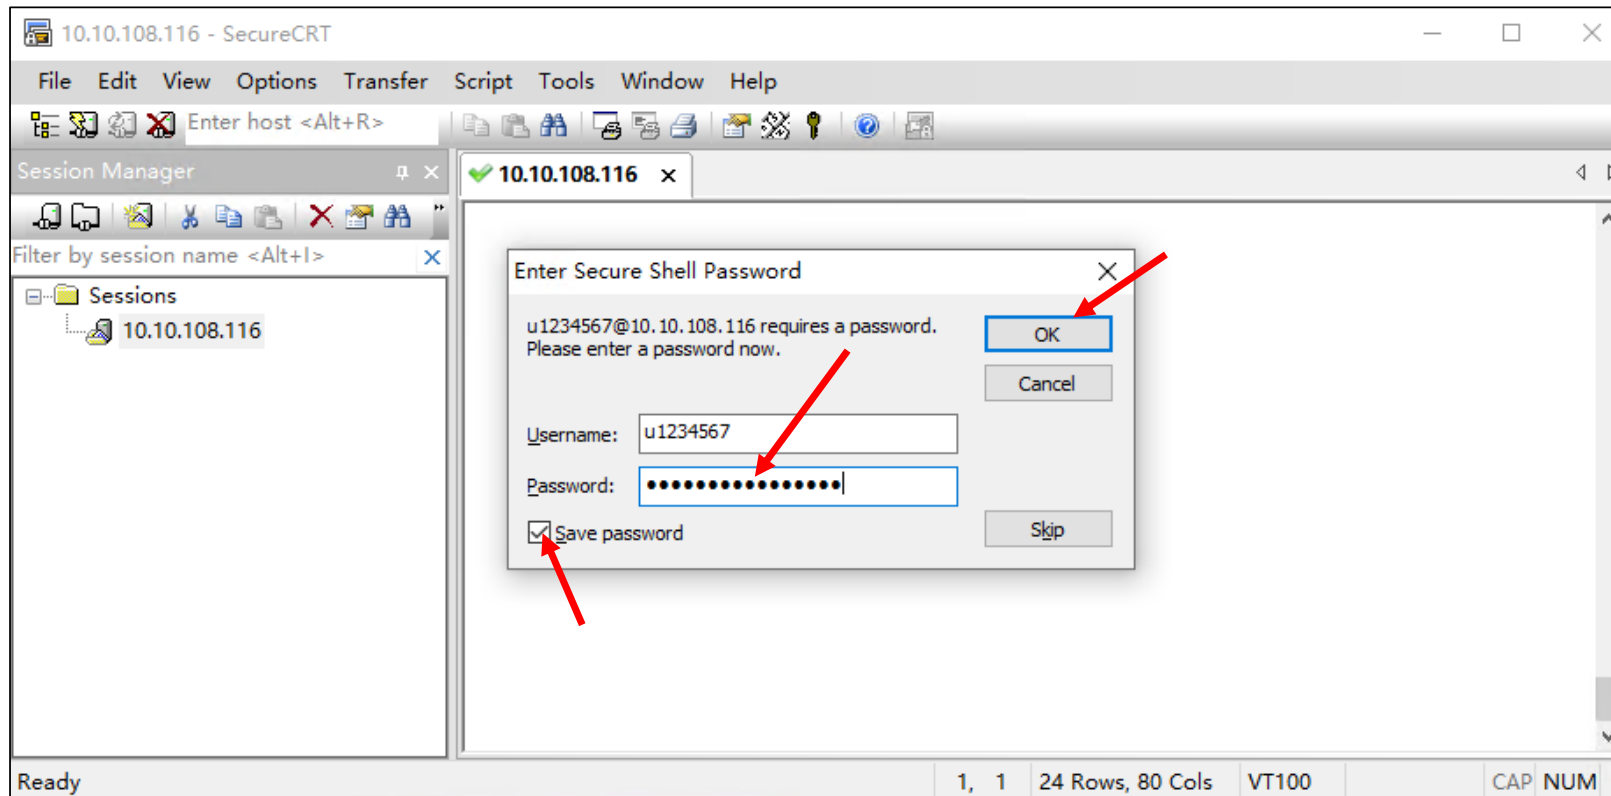 10.10.108.116 - SecureCRT
File Edit View Options Transfer Script Tools Window Help
Enter host <Alt+R>
Session Manager
10.10.108.116
Filter by session name <Alt+I>
Sessions
10.10.108.116
Enter Secure Shell Password
u1234567@10.10.108.116 requires a password.
Please enter a password now.
OK
Cancel
Username: u1234567
Password: ••••••••••••••••
Save password
Skip
Ready 1, 1 24 Rows, 80 Cols VT100 CAP NUM